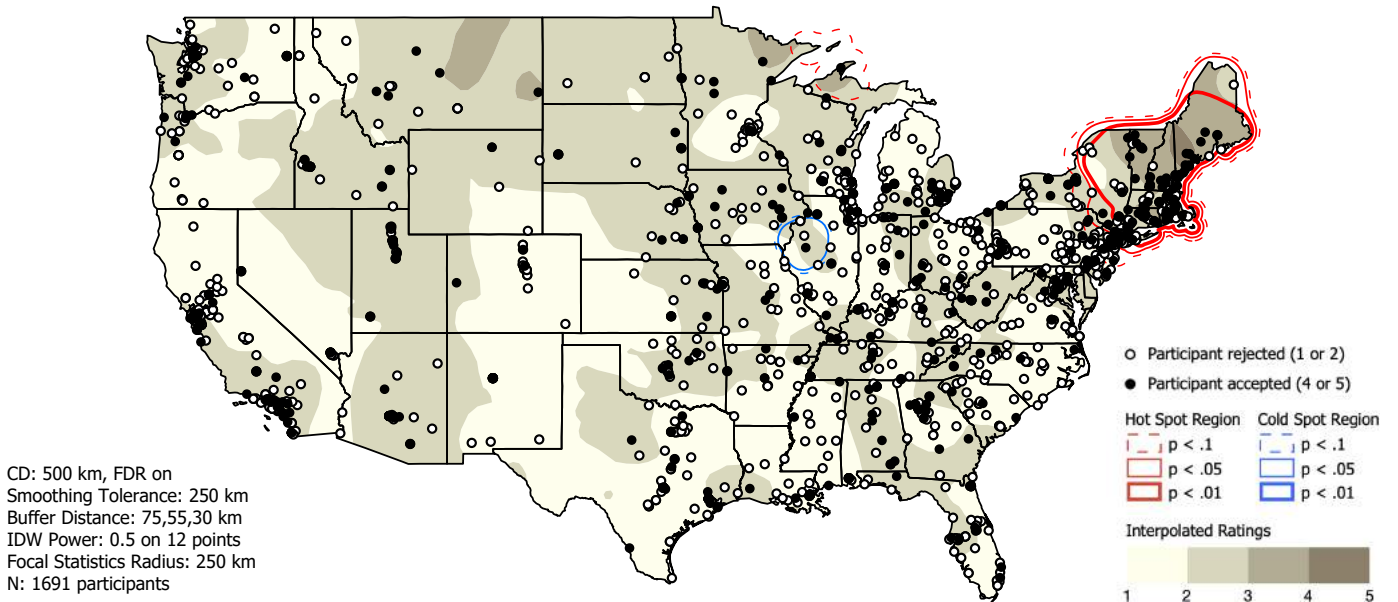 CD: 500 km, FDR on
Smoothing Tolerance: 250 km
Buffer Distance: 75,55,30 km
IDW Power: 0.5 on 12 points
Focal Statistics Radius: 250 km
N: 1691 participants
Participant rejected (1 or 2)
Participant accepted (4 or 5)
Hot Spot Region Cold Spot Region
p < .1 p < .1
p < .05 p < .05
p < .01 p < .01
Interpolated Ratings
1 2 3 4 5